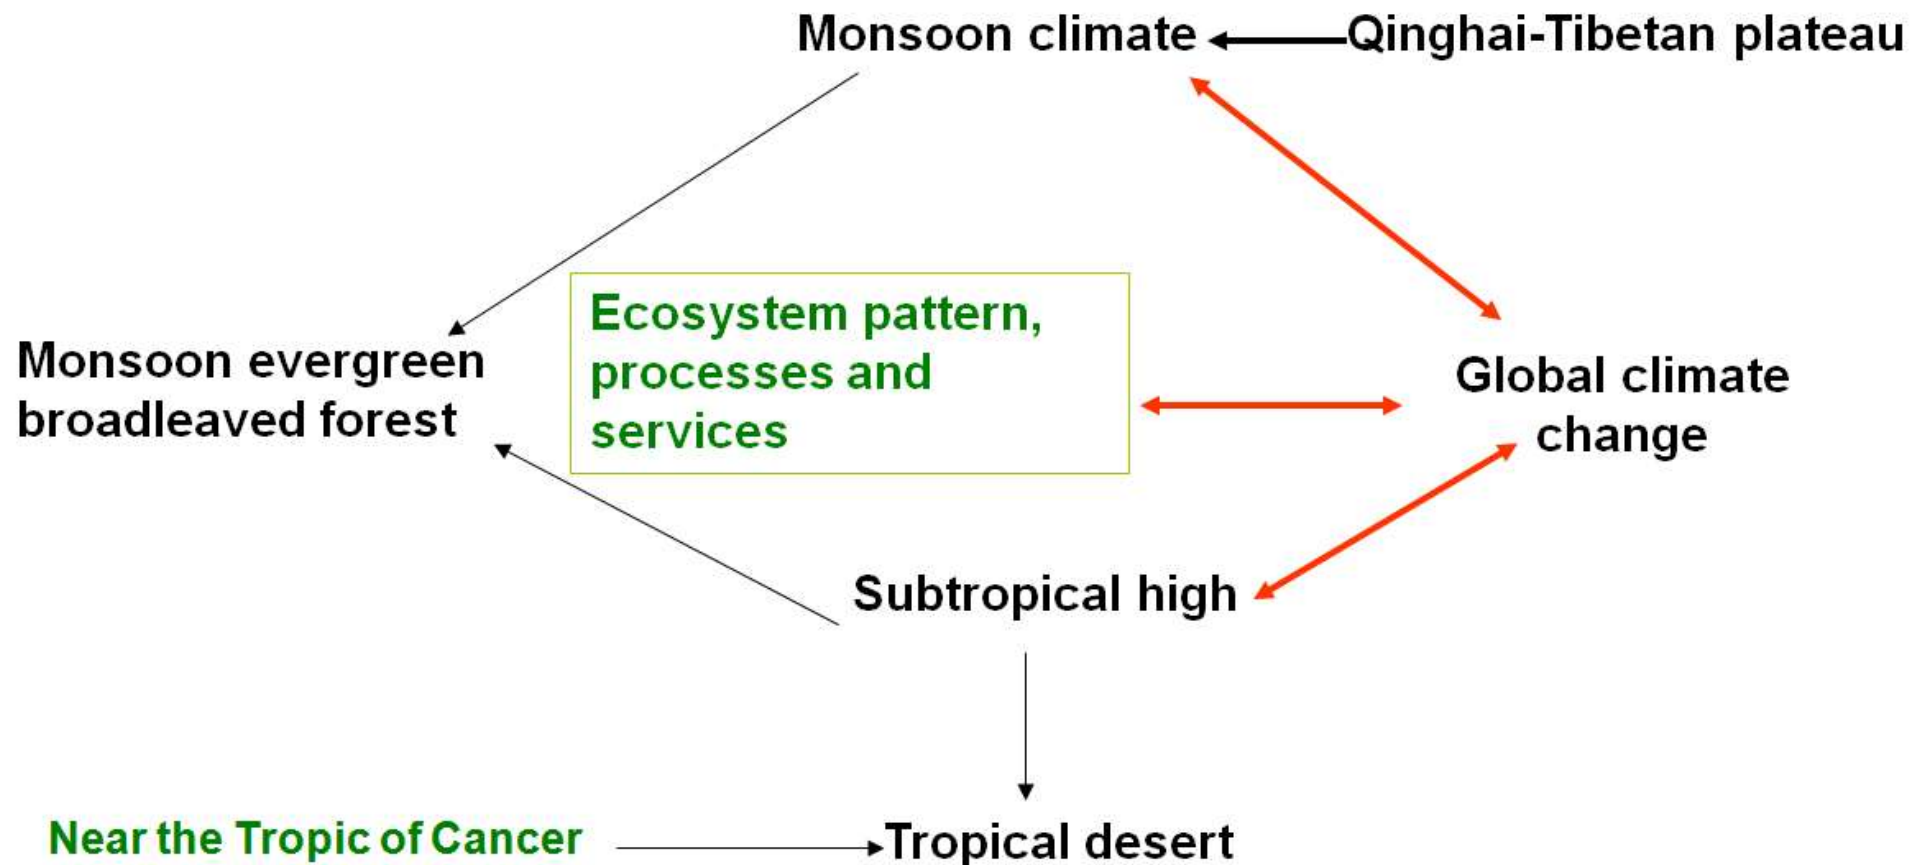 Monsoon climate
Qinghai-Tibetan plateau
Ecosystem pattern,
processes and
services
Monsoon evergreen
broadleaved forest
Global climate
change
Subtropical high
Near the Tropic of Cancer
Tropical desert